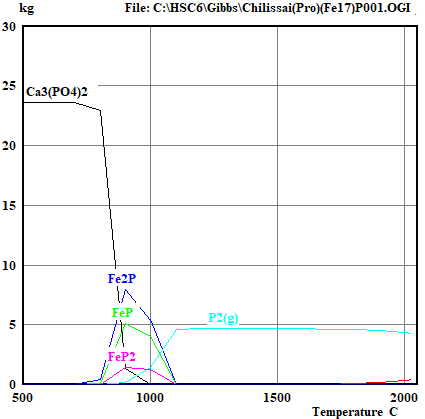 kg
File: C:\HSC6\Gibbs\Chilissai(Pro)(Fe17)P001.OGI
30
25
Ca3(PO4)2
20
15
10
Fe2P
FeP
P2(g)
5
FeP2
0
500
1000
1500
2000
Temperature C